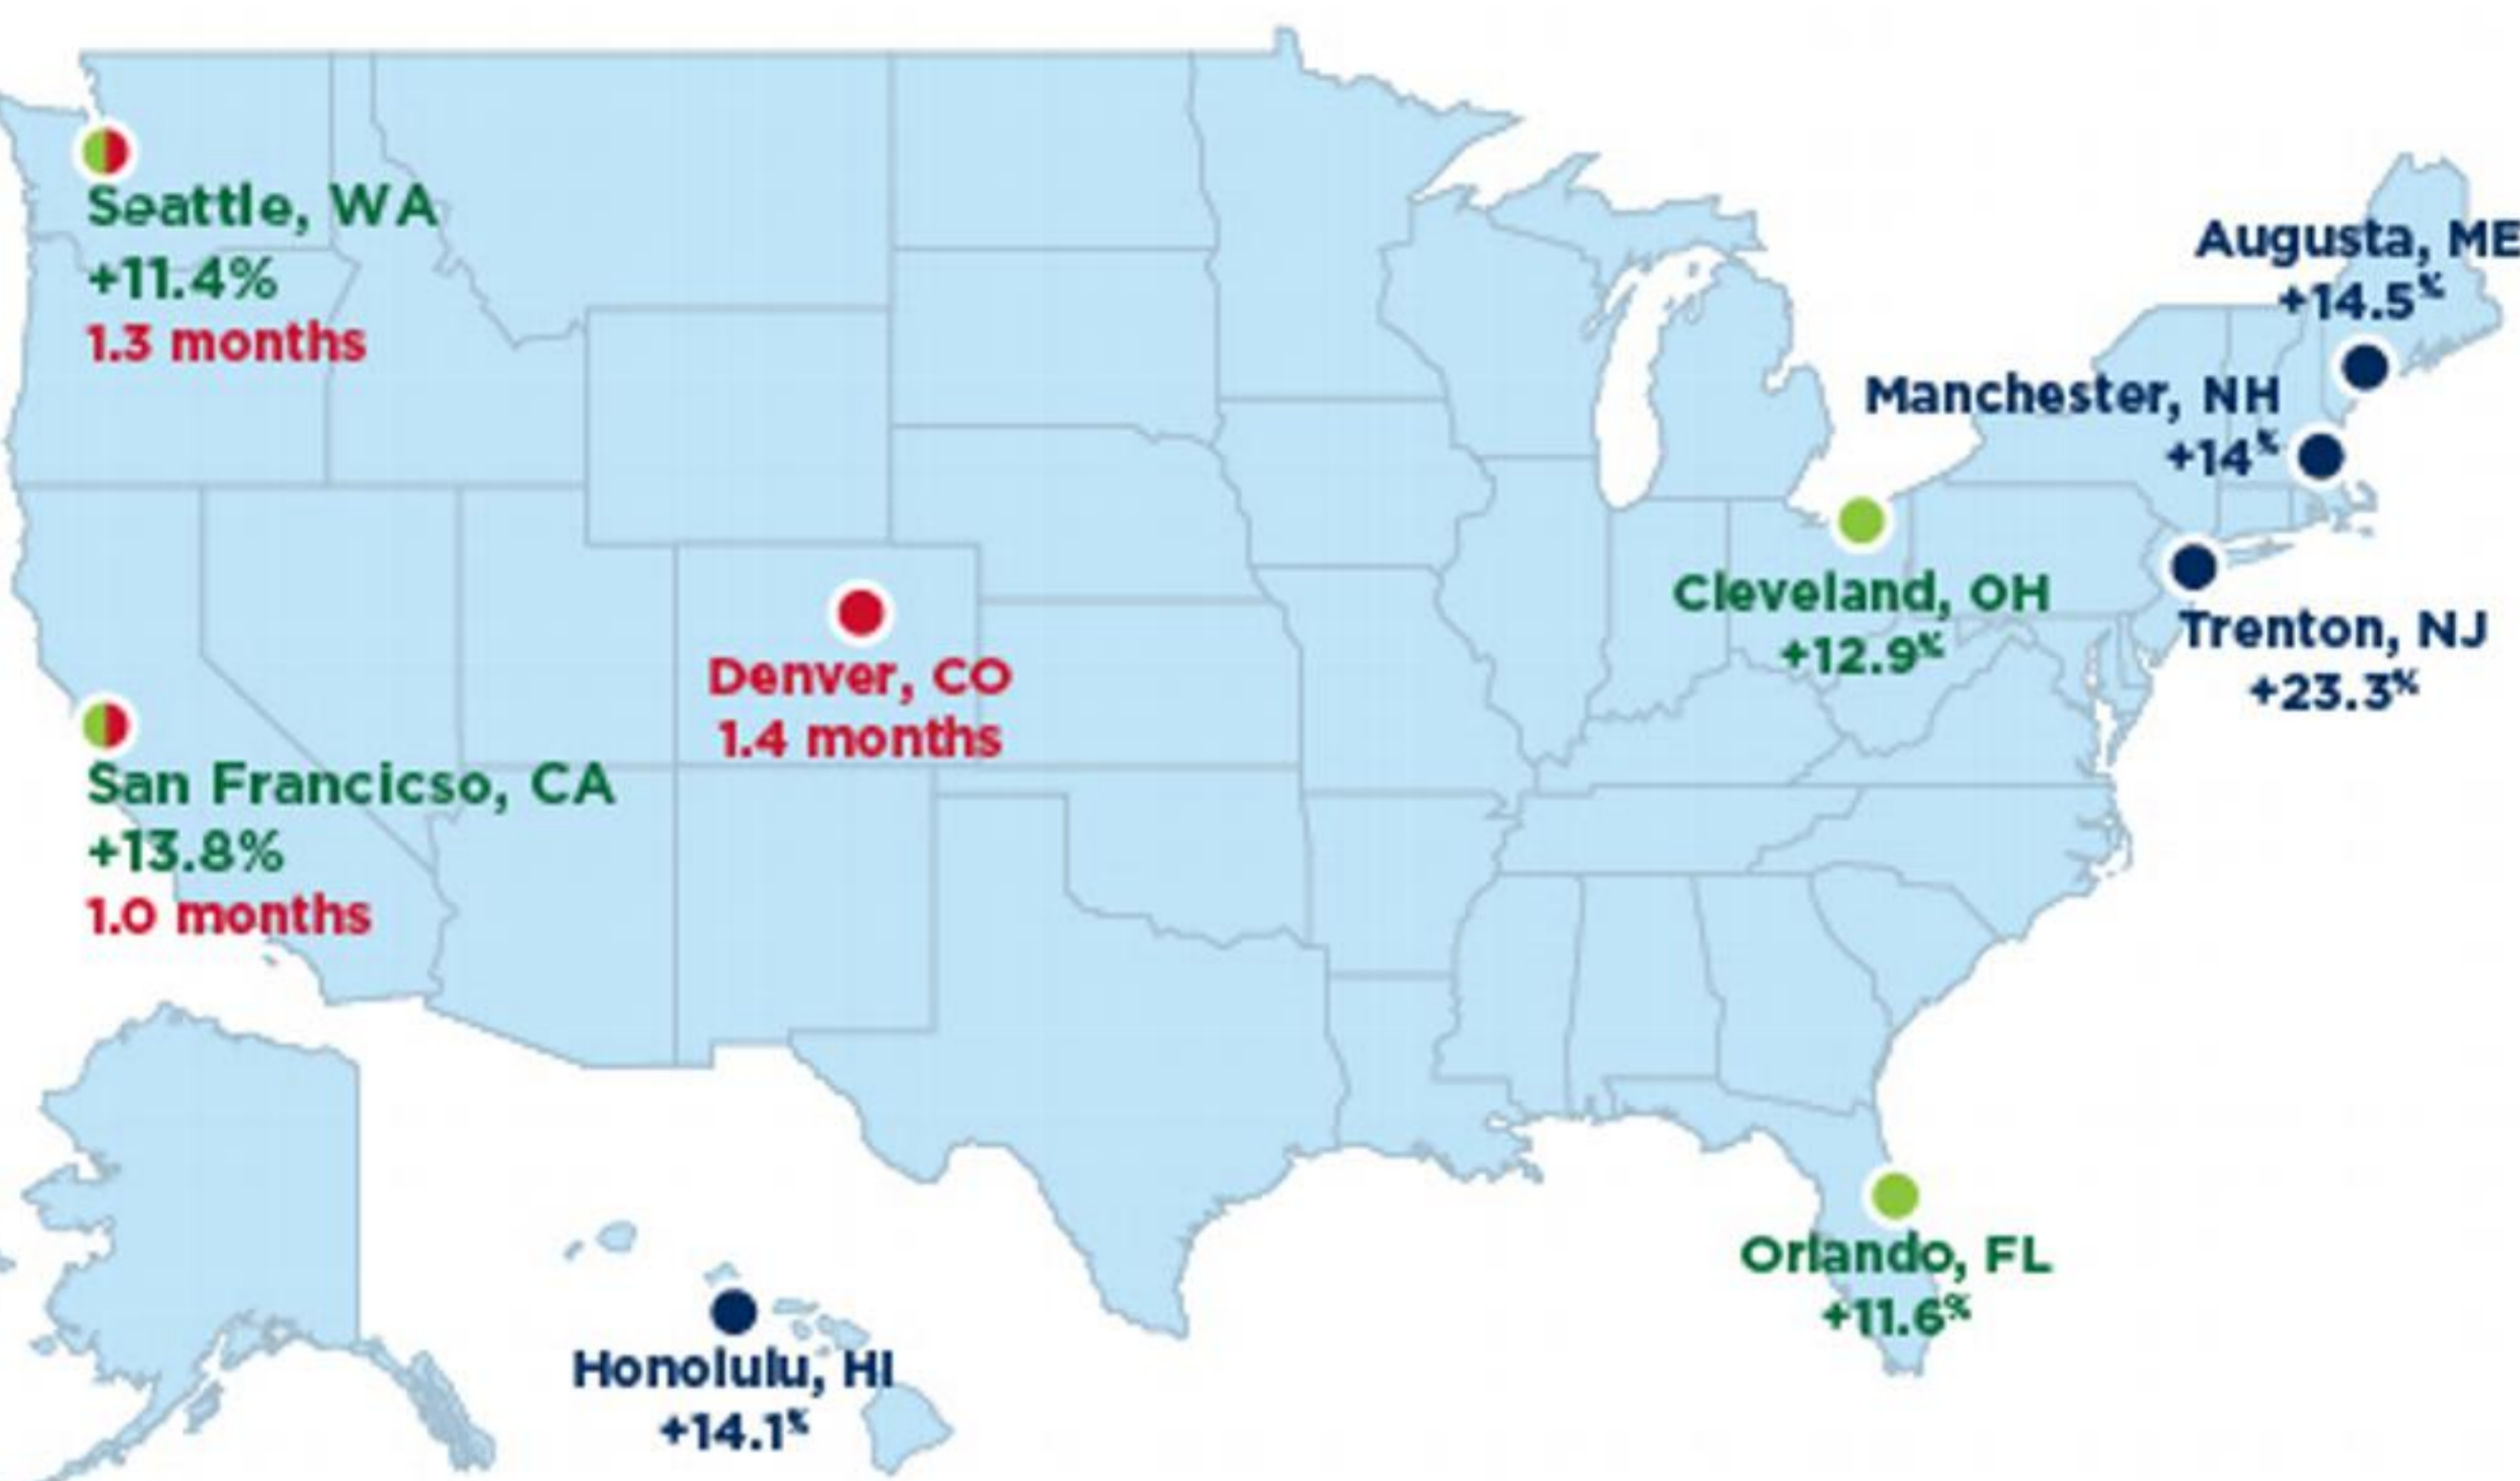 Seattle, WA
+11.4%
1.3 months
Augusta, ME
+14.5%
Manchester, NH
+14%
Cleveland, OH
+12.9%
Trenton, NJ
+23.3%
Denver, CO
1.4 months
San Francicso, CA
+13.8%
1.0 months
Orlando, FL
+11.6%
Honolulu, HI
+14.1%